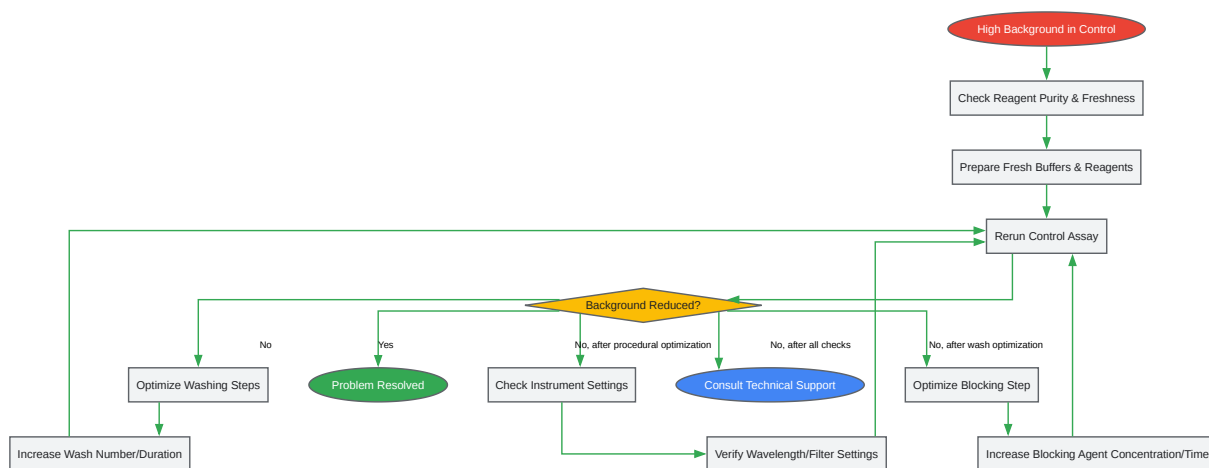 High Background in Control
Check Reagent Purity & Freshness
Prepare Fresh Buffers & Reagents
Rerun Control Assay
Background Reduced?
No
Yes
No, after procedural optimization
No, after all checks
No, after wash optimization
Optimize Washing Steps
Problem Resolved
Check Instrument Settings
Consult Technical Support
Optimize Blocking Step
Increase Wash Number/Duration
Verify Wavelength/Filter Settings
Increase Blocking Agent Concentration/Time